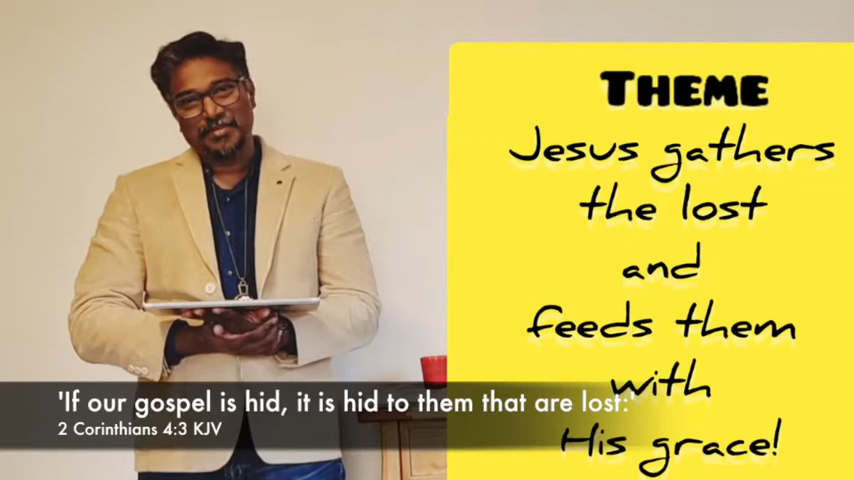 THEME
Jesus gathers
the lost
and
feeds them
with
His grace!
'If our gospel is hid, it is hid to them that are lost:'
2 Corinthians 4:3 KJV